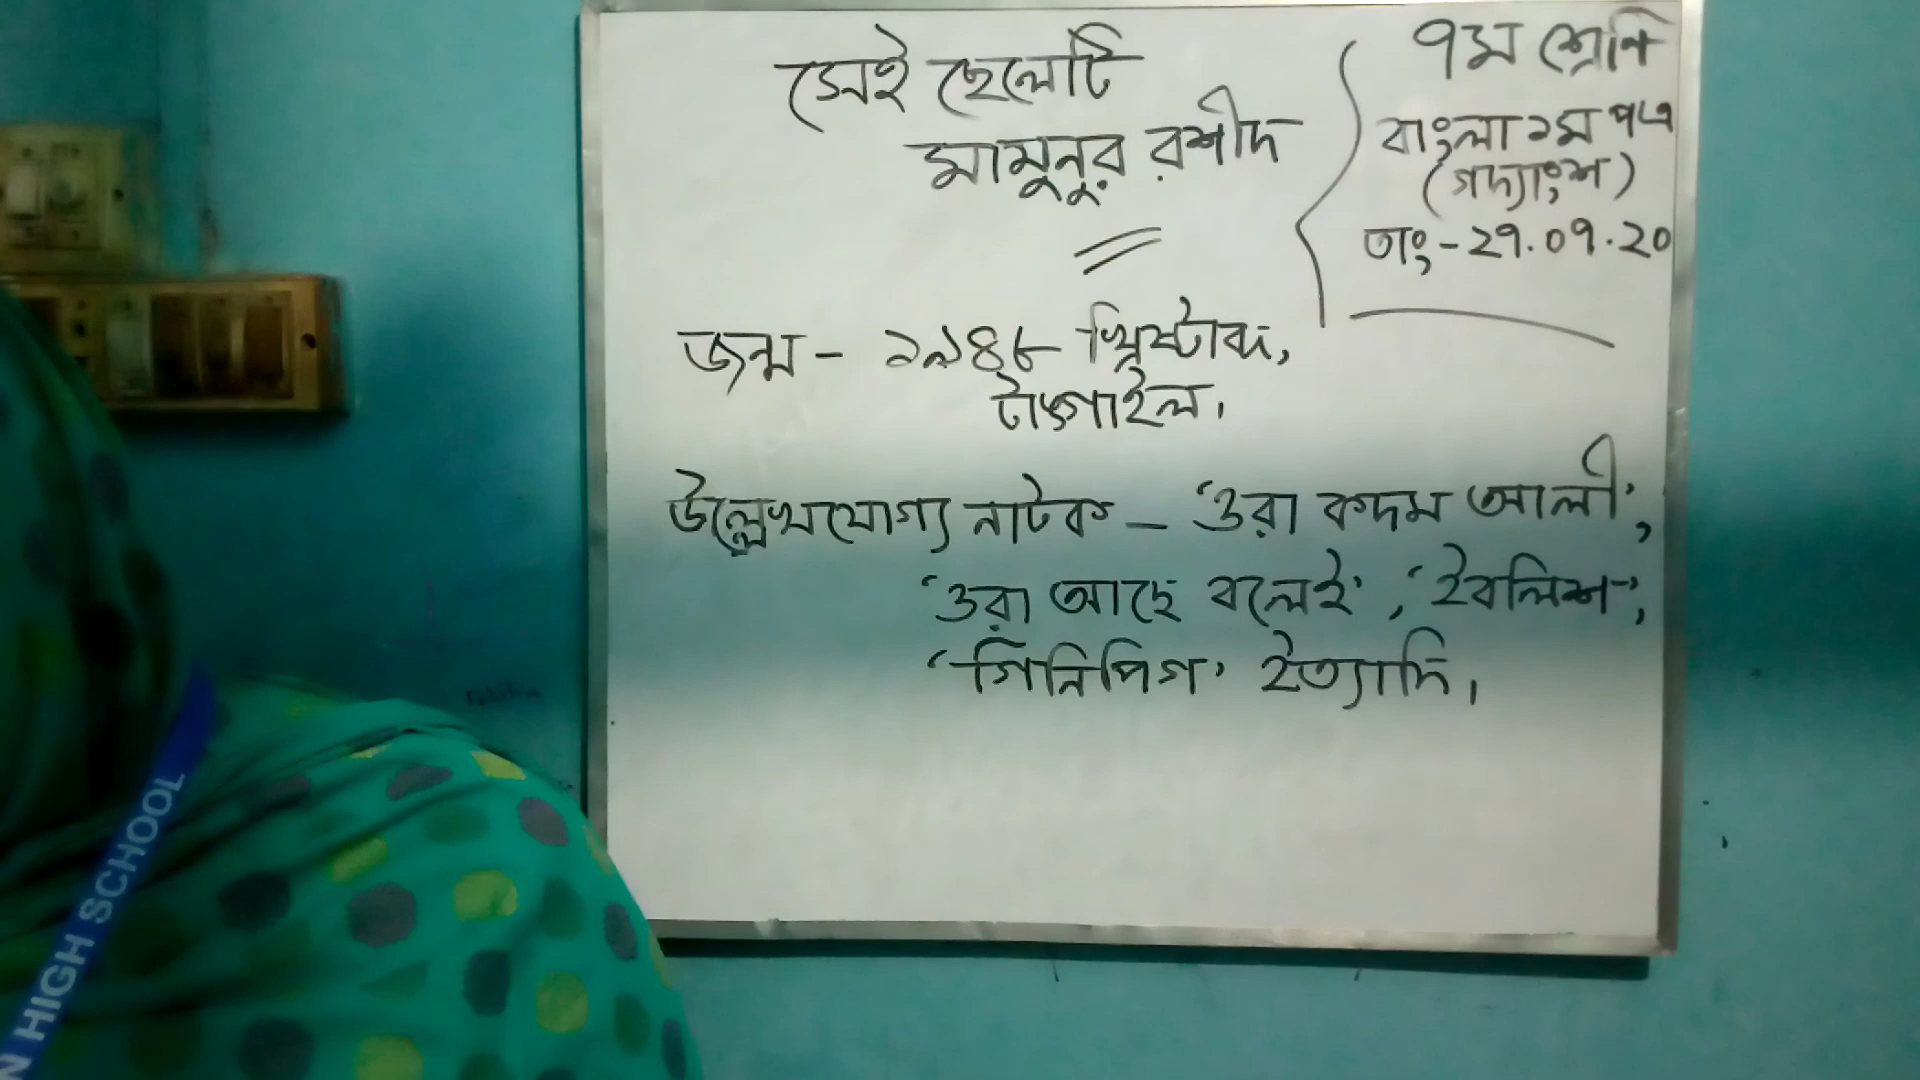 সেই ছেলেটি
মামুনুর রশীদ
৭ম শ্রেণি
বাংলা ১ম পত্র
(গদ্যাংশ)
তাং-২৭.০৭.২০
জন্ম - ১৯৪৮ খ্রিস্টাব্দ,
টাঙ্গাইল।
উল্লেখযোগ্য নাটক - 'ওরা কদম আলী',
'ওরা আছে বলেই', 'ইবলিশ',
'গিনিপিগ' ইত্যাদি।
N HIGH SCHOOL